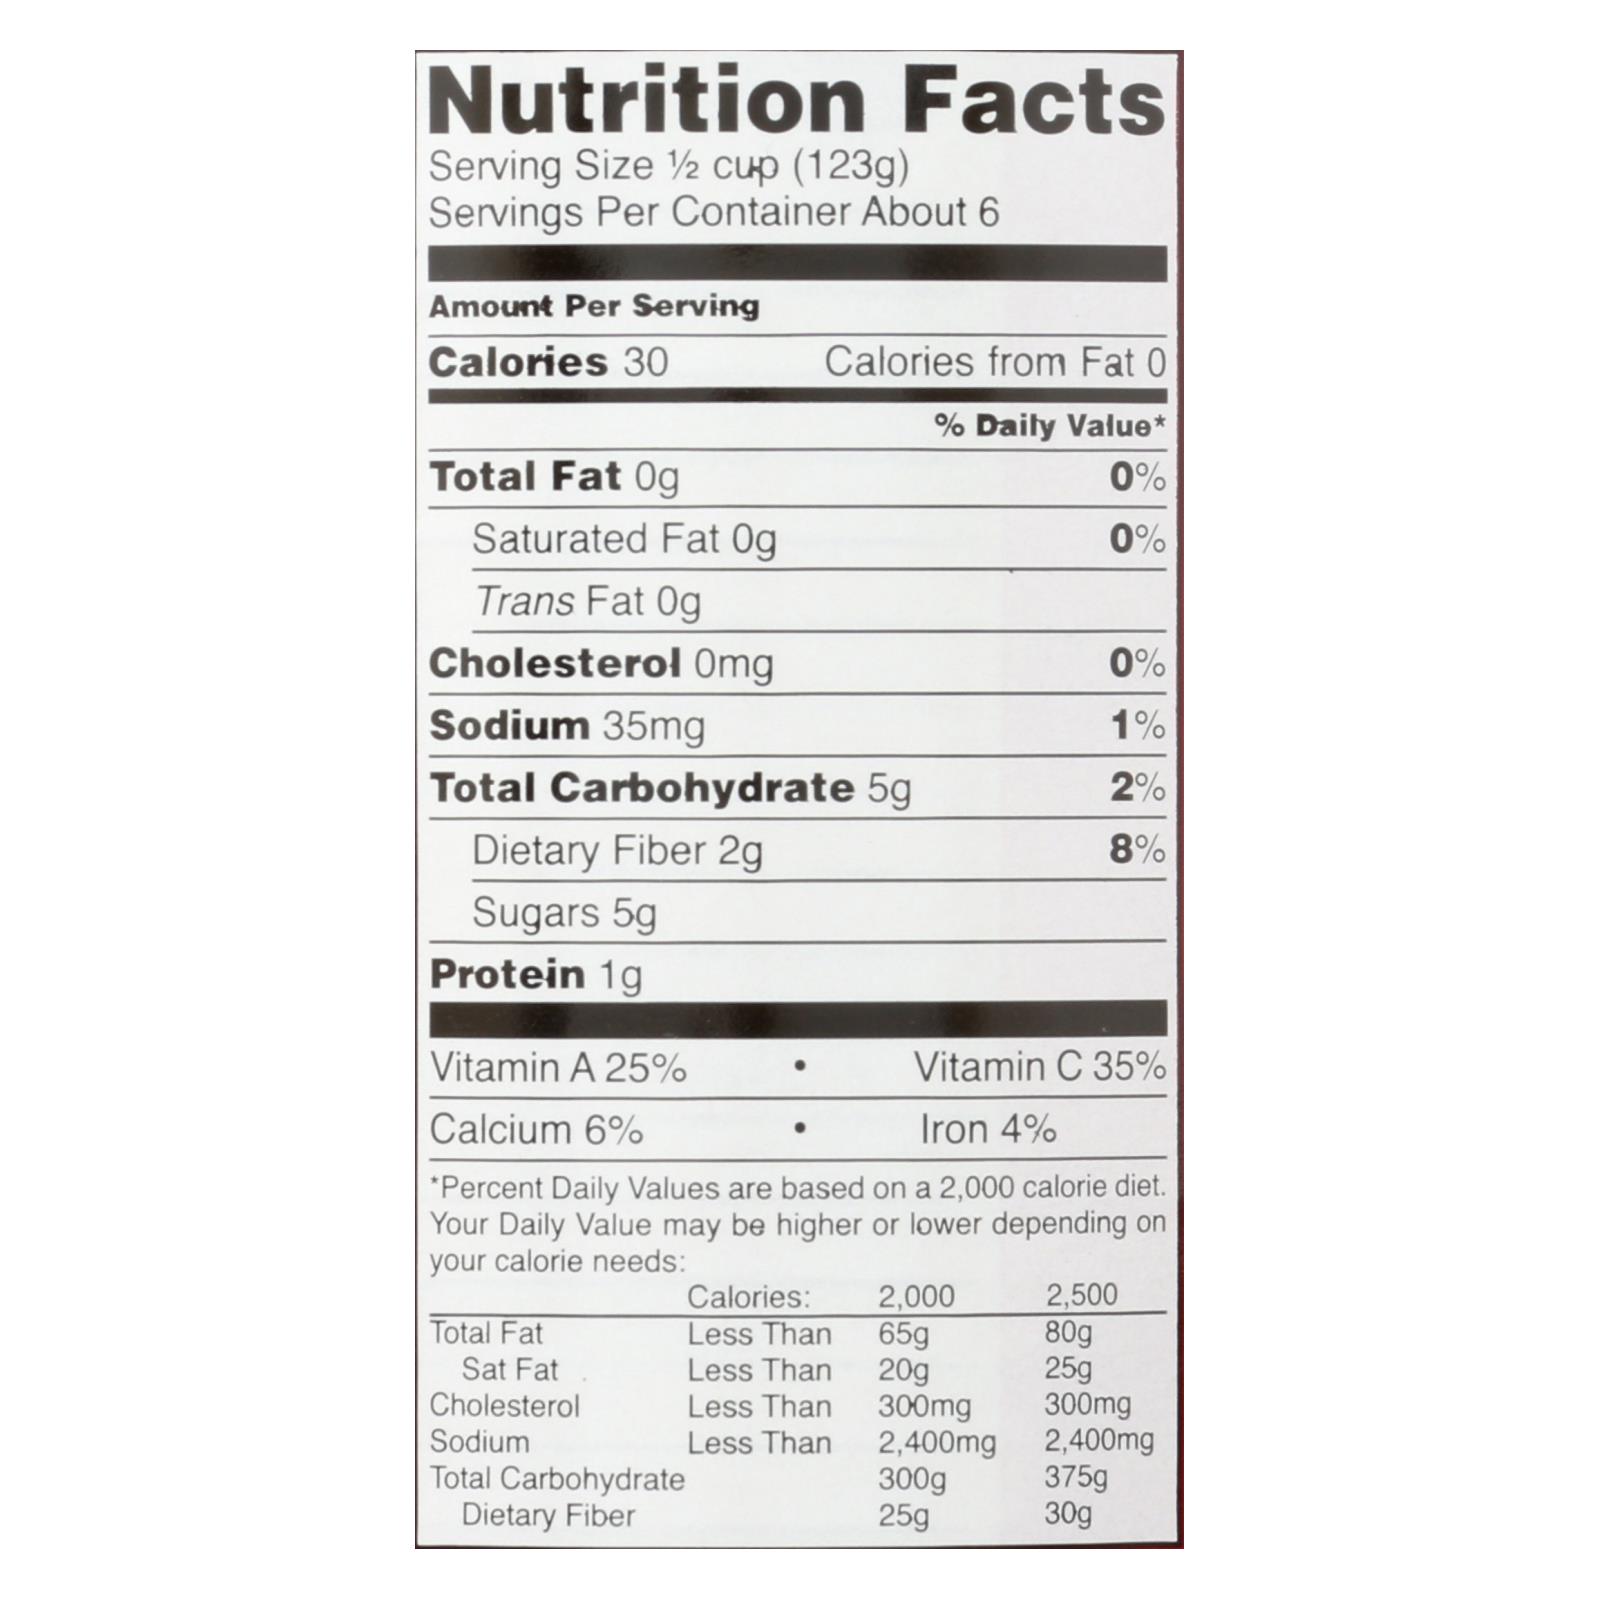 Nutrition Facts
Serving Size ½ cup (123g)
Servings Per Container About 6
Amount Per Serving
Calories 30 Calories from Fat 0
% Daily Value*
Total Fat 0g 0%
Saturated Fat 0g 0%
Trans Fat 0g
Cholesterol 0mg 0%
Sodium 35mg 1%
Total Carbohydrate 5g 2%
Dietary Fiber 2g 8%
Sugars 5g
Protein 1g
Vitamin A 25% • Vitamin C 35%
Calcium 6% • Iron 4%
*Percent Daily Values are based on a 2,000 calorie diet.
Your Daily Value may be higher or lower depending on
your calorie needs:
Calories: 2,000 2,500
Total Fat Less Than 65g 80g
Sat Fat Less Than 20g 25g
Cholesterol Less Than 300mg 300mg
Sodium Less Than 2,400mg 2,400mg
Total Carbohydrate 300g 375g
Dietary Fiber 25g 30g